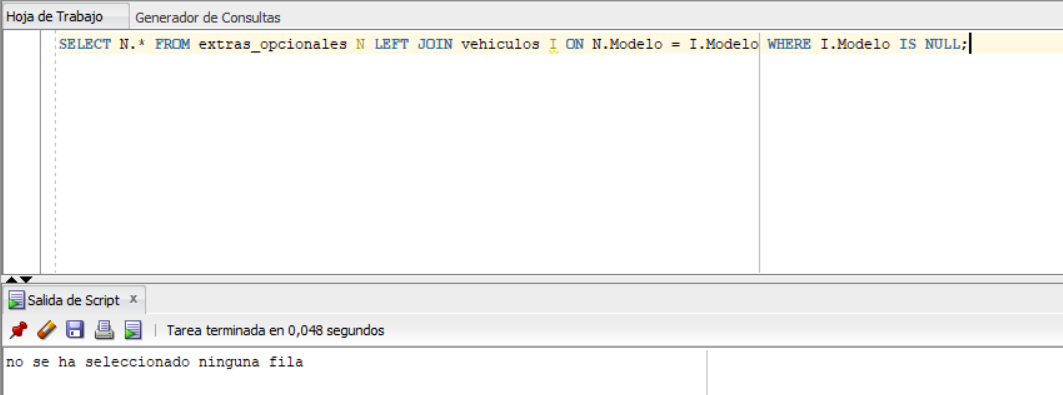 Hoja de Trabajo Generador de Consultas
SELECT N.* FROM extras_opcionales N LEFT JOIN vehiculos I ON N.Modelo = I.Modelo WHERE I.Modelo IS NULL;
Salida de Script x
Tarea terminada en 0,048 segundos
no se ha seleccionado ninguna fila